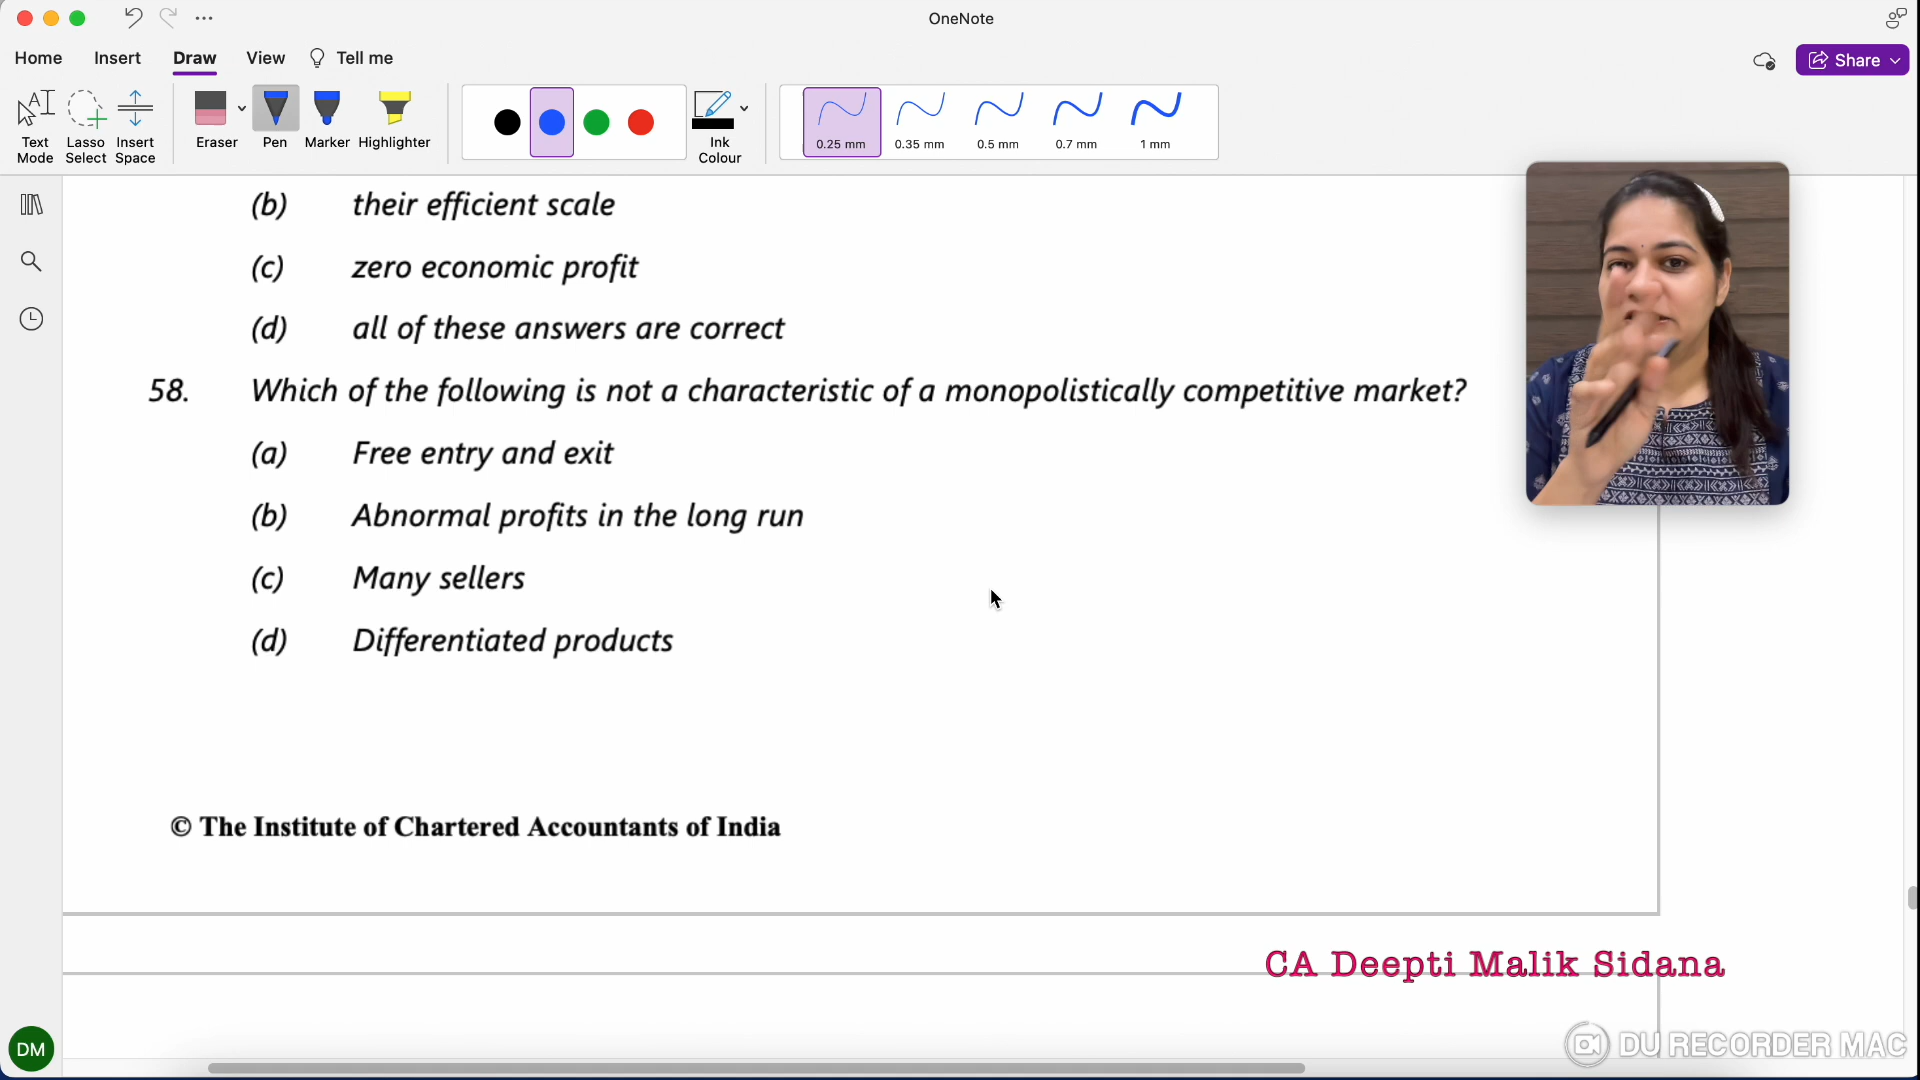 OneNote
Home Insert Draw View Tell me
Share
Text Mode
Lasso Select
Insert Space
Eraser
Pen
Marker
Highlighter
Ink Colour
0.25 mm
0.35 mm
0.5 mm
0.7 mm
1 mm
(b) their efficient scale
(c) zero economic profit
(d) all of these answers are correct
58. Which of the following is not a characteristic of a monopolistically competitive market?
(a) Free entry and exit
(b) Abnormal profits in the long run
(c) Many sellers
(d) Differentiated products
© The Institute of Chartered Accountants of India
CA Deepti Malik Sidana
DM
DU RECORDER MAC